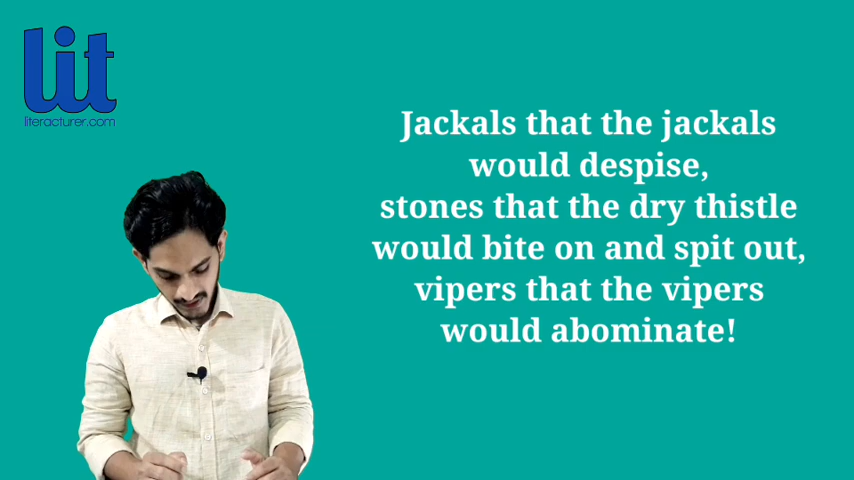 lit
literacturer.com
Jackals that the jackals
would despise,
stones that the dry thistle
would bite on and spit out,
vipers that the vipers
would abominate!